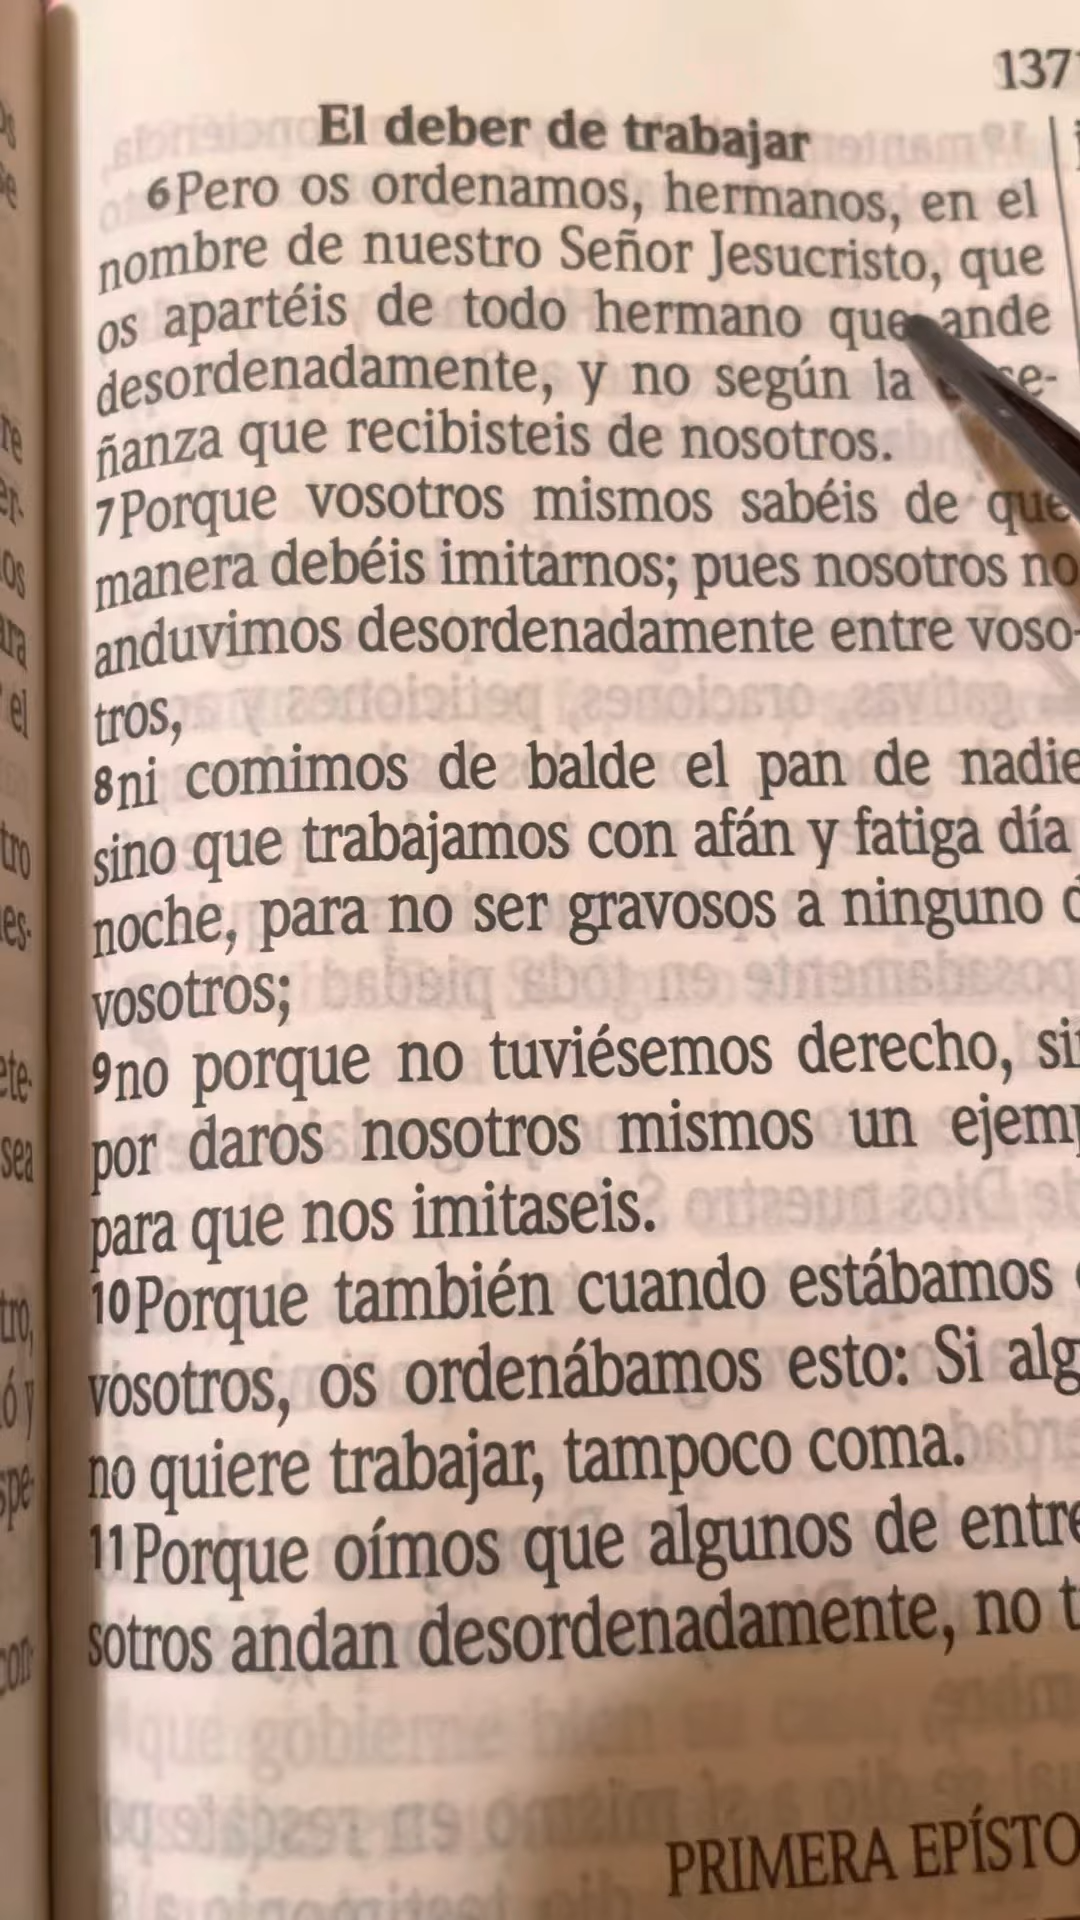 137
El deber de trabajar
6Pero os ordenamos, hermanos, en el
nombre de nuestro Señor Jesucristo, que
os apartéis de todo hermano que ande
desordenadamente, y no según la
ñanza que recibisteis de nosotros.
7Porque vosotros mismos sabéis de que
manera debéis imitarnos; pues nosotros no
anduvimos desordenadamente entre voso-
tros,
8ni comimos de balde el pan de nadie
sino que trabajamos con afán y fatiga día
noche, para no ser gravosos a ninguno
vosotros;
9no porque no tuviésemos derecho,
por daros nosotros mismos un
para que nos imitaseis.
10Porque también cuando estábamos
vosotros, os ordenábamos esto: Si
no quiere trabajar, tampoco coma.
11Porque oímos que algunos de entre
sotros andan desordenadamente, no
PRIMERA